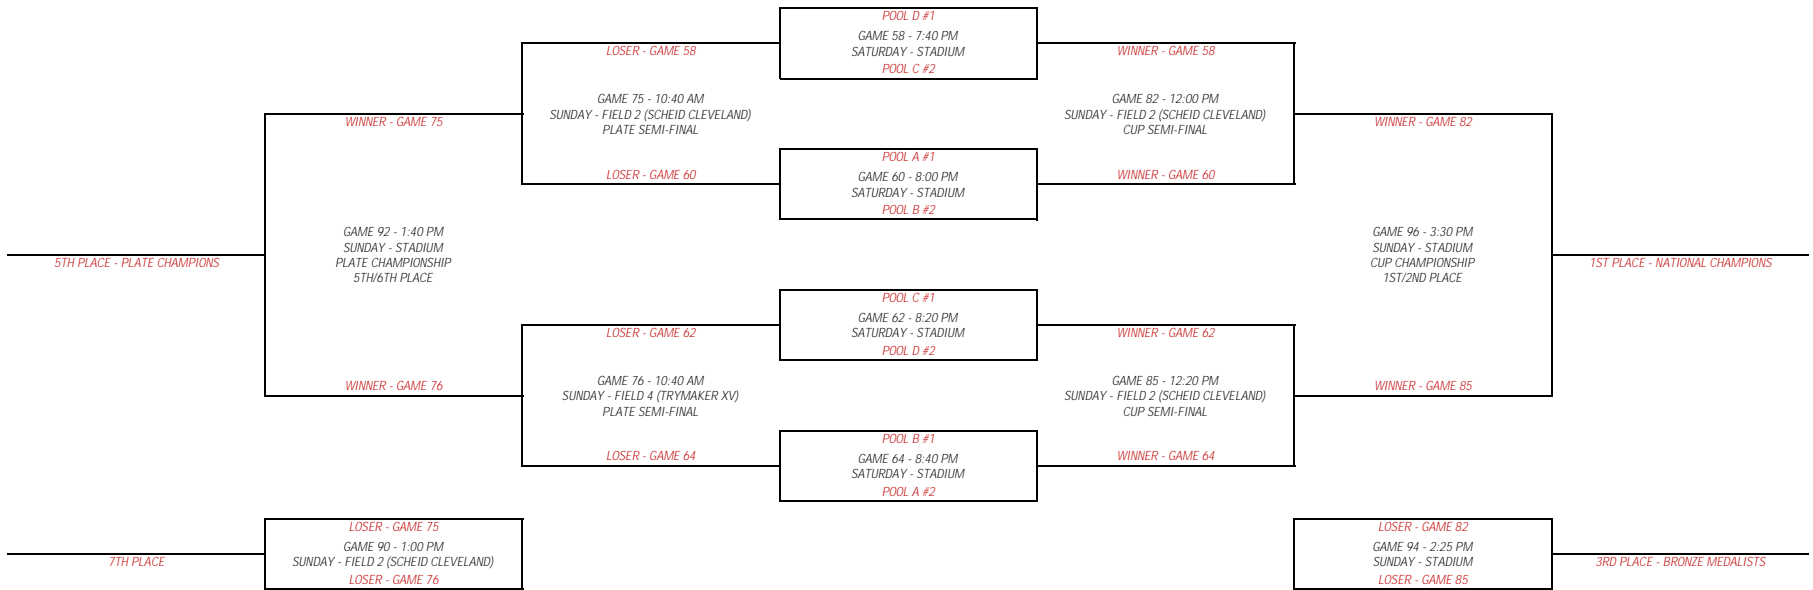 POOL D #1
GAME 58 - 7:40 PM
SATURDAY - STADIUM
POOL C #2
LOSER - GAME 58
WINNER - GAME 58
GAME 75 - 10:40 AM
SUNDAY - FIELD 2 (SCHEID CLEVELAND)
PLATE SEMI-FINAL
GAME 82 - 12:00 PM
SUNDAY - FIELD 2 (SCHEID CLEVELAND)
CUP SEMI-FINAL
WINNER - GAME 75
WINNER - GAME 82
POOL A #1
GAME 60 - 8:00 PM
SATURDAY - STADIUM
POOL B #2
LOSER - GAME 60
WINNER - GAME 60
GAME 92 - 1:40 PM
SUNDAY - STADIUM
PLATE CHAMPIONSHIP
5TH/6TH PLACE
GAME 96 - 3:30 PM
SUNDAY - STADIUM
CUP CHAMPIONSHIP
1ST/2ND PLACE
5TH PLACE - PLATE CHAMPIONS
1ST PLACE - NATIONAL CHAMPIONS
POOL C #1
GAME 62 - 8:20 PM
SATURDAY - STADIUM
POOL D #2
LOSER - GAME 62
WINNER - GAME 62
GAME 76 - 10:40 AM
SUNDAY - FIELD 4 (TRYMAKER XV)
PLATE SEMI-FINAL
GAME 85 - 12:20 PM
SUNDAY - FIELD 2 (SCHEID CLEVELAND)
CUP SEMI-FINAL
WINNER - GAME 76
WINNER - GAME 85
POOL B #1
GAME 64 - 8:40 PM
SATURDAY - STADIUM
POOL A #2
LOSER - GAME 64
WINNER - GAME 64
LOSER - GAME 75
GAME 90 - 1:00 PM
SUNDAY - FIELD 2 (SCHEID CLEVELAND)
LOSER - GAME 76
7TH PLACE
LOSER - GAME 82
GAME 94 - 2:25 PM
SUNDAY - STADIUM
LOSER - GAME 85
3RD PLACE - BRONZE MEDALISTS